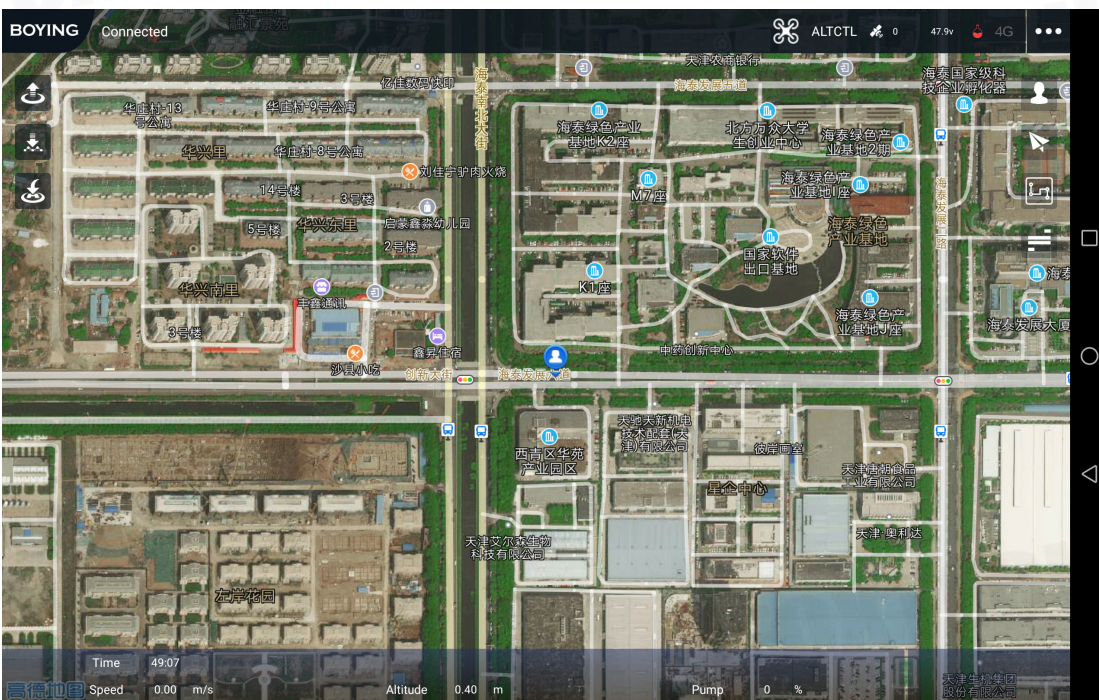 BOYING Connected ALTCTL 0 47.9v 4G
天津农商银行
亿佳数码快印
海泰发展五道
海泰国家级科
技企业孵化器
海泰南北大街
华庄村-13
号公寓
华庄村-9号公寓
海泰绿色产业
基地K2座
北方万众大学
生创业中心
海泰绿色产
业基地2期
华兴里
华庄村-8号公寓
刘佳宁驴肉火烧
海泰绿色产
业基地I座
M7座
14号楼
3号楼
海泰发展二路
5号楼
华兴东里
启蒙鑫淼幼儿园
海泰绿色
产业基地
2号楼
国家软件
出口基地
K1座
华兴南里
丰鑫通讯
海泰绿色产
业基地J座
海泰发展大厦
3号楼
鑫昇住宿
中药创新中心
沙县小吃
创新大街
海泰发展六道
西青区华苑
产业园区
天驰天新机电
技术配套(天
津)有限公司
彼岸画室
天津唐朝食品
工业有限公司
星企中心
天津艾尔森生物
科技有限公司
天津·奥利达
左岸花园
Time 49:07
高德地图
Speed 0.00 m/s Altitude 0.40 m Pump 0 %
天津生机集团
股份有限公司